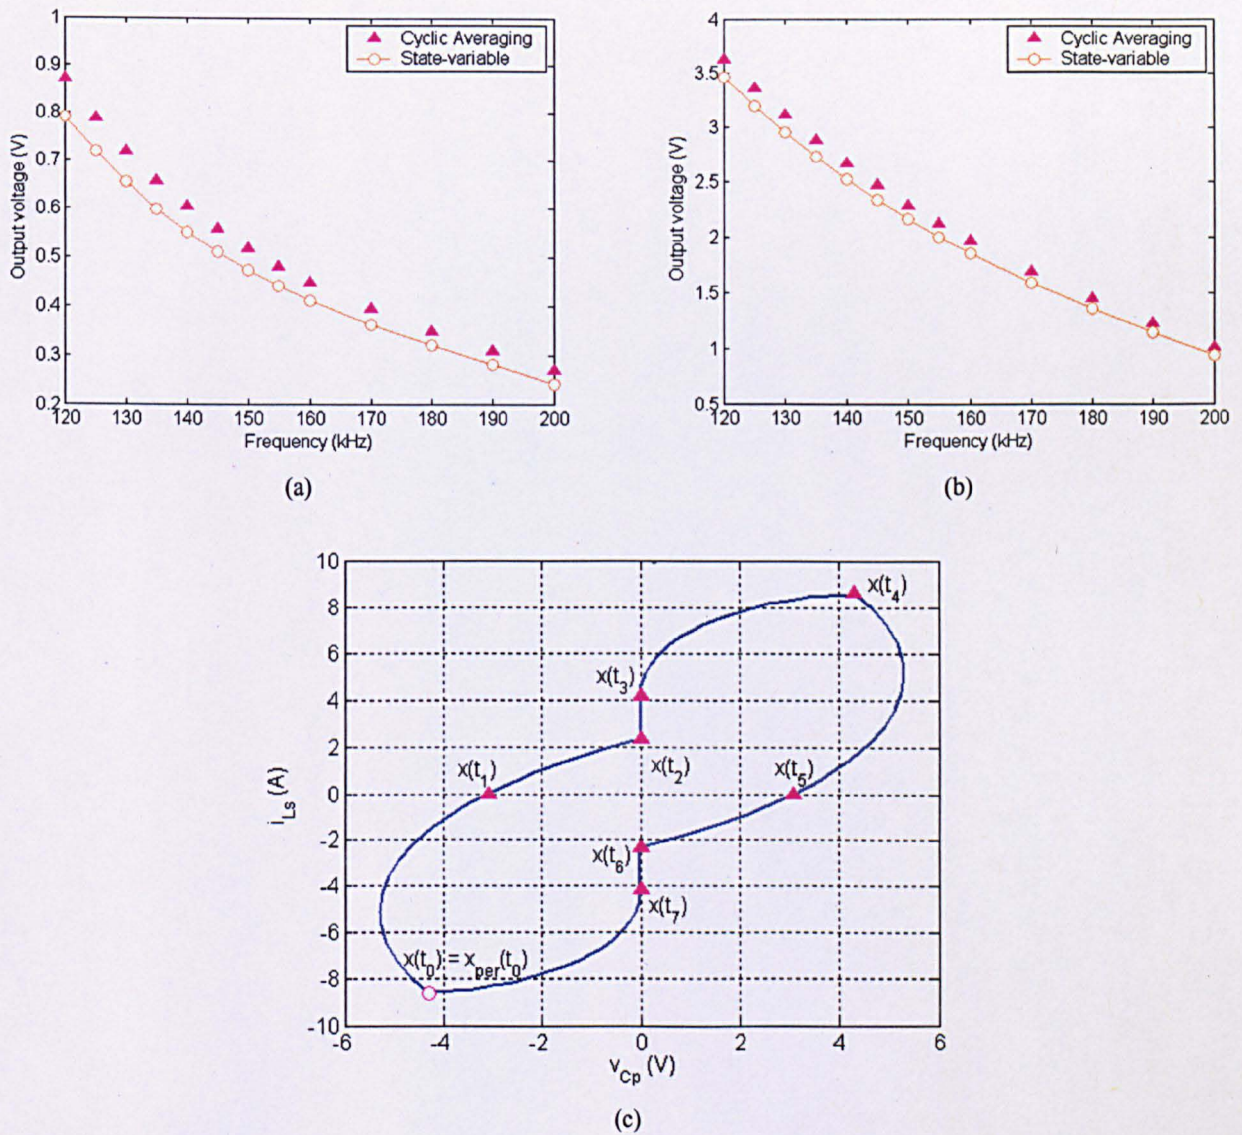 1
0.9
0.8
0.7
0.6
0.5
0.4
0.3
0.2
Output voltage (V)
Cyclic Averaging
State-variable
120 130 140 150 160 170 180 190 200
Frequency (kHz)
(a)
4
3.5
3
2.5
2
1.5
1
0.5
Output voltage (V)
Cyclic Averaging
State-variable
120 130 140 150 160 170 180 190 200
Frequency (kHz)
(b)
10
8
6
4
2
0
-2
-4
-6
-8
-10
i_Ls (A)
x(t_4)
x(t_3)
x(t_2)
x(t_1)
x(t_5)
x(t_6)
x(t_7)
x(t_0) = x_per(t_0)
-6 -4 -2 0 2 4 6
v_Cp (V)
(c)